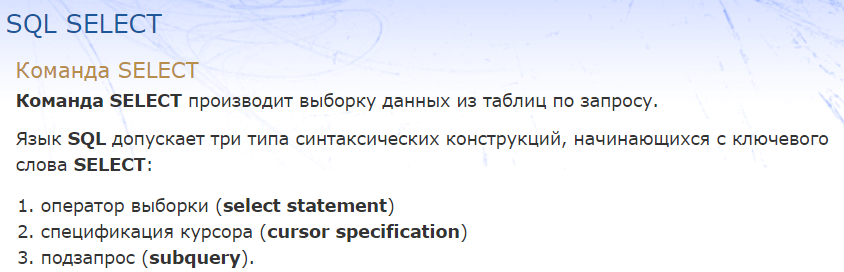 SQL SELECT
Команда SELECT
Команда SELECT производит выборку данных из таблиц по запросу.
Язык SQL допускает три типа синтаксических конструкций, начинающихся с ключевого
слова SELECT:
1. оператор выборки (select statement)
2. спецификация курсора (cursor specification)
3. подзапрос (subquery).